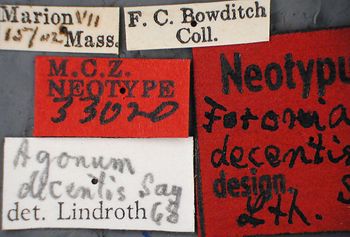 Marion VII
15/02 Mass.
F. C. Bowditch
Coll.
M.C.Z.
NEOTYPE
33020
Agonum
decentis Say
det. Lindroth 68
Neotypu
Feronia
decentis
design. S
Lth.